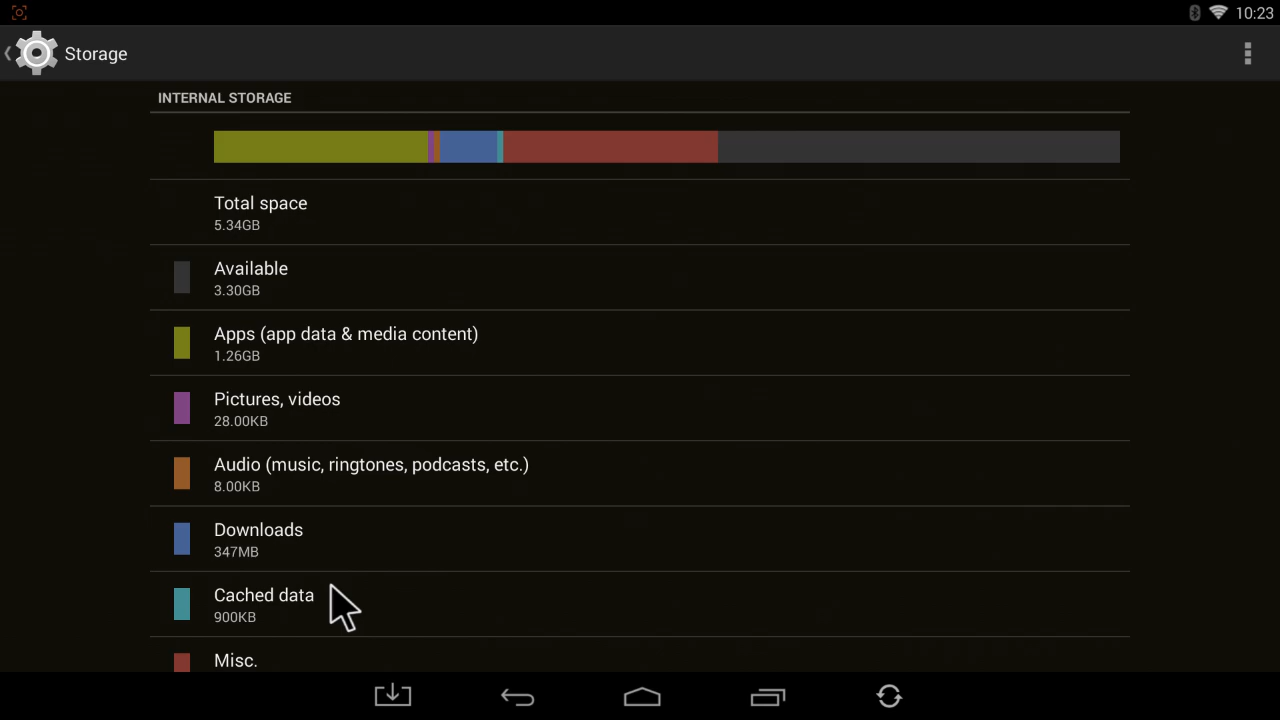 10:23
Storage
INTERNAL STORAGE
Total space
5.34GB
Available
3.30GB
Apps (app data & media content)
1.26GB
Pictures, videos
28.00KB
Audio (music, ringtones, podcasts, etc.)
8.00KB
Downloads
347MB
Cached data
900KB
Misc.